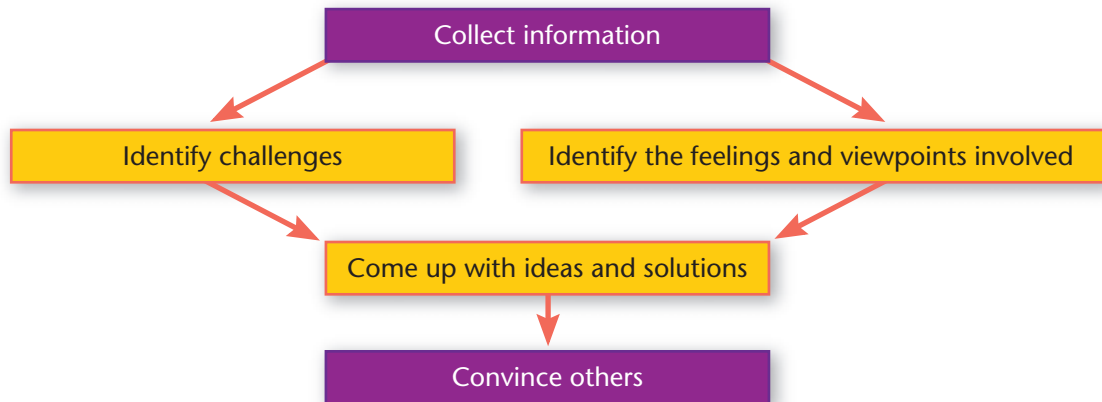 Collect information
Identify challenges
Identify the feelings and viewpoints involved
Come up with ideas and solutions
Convince others